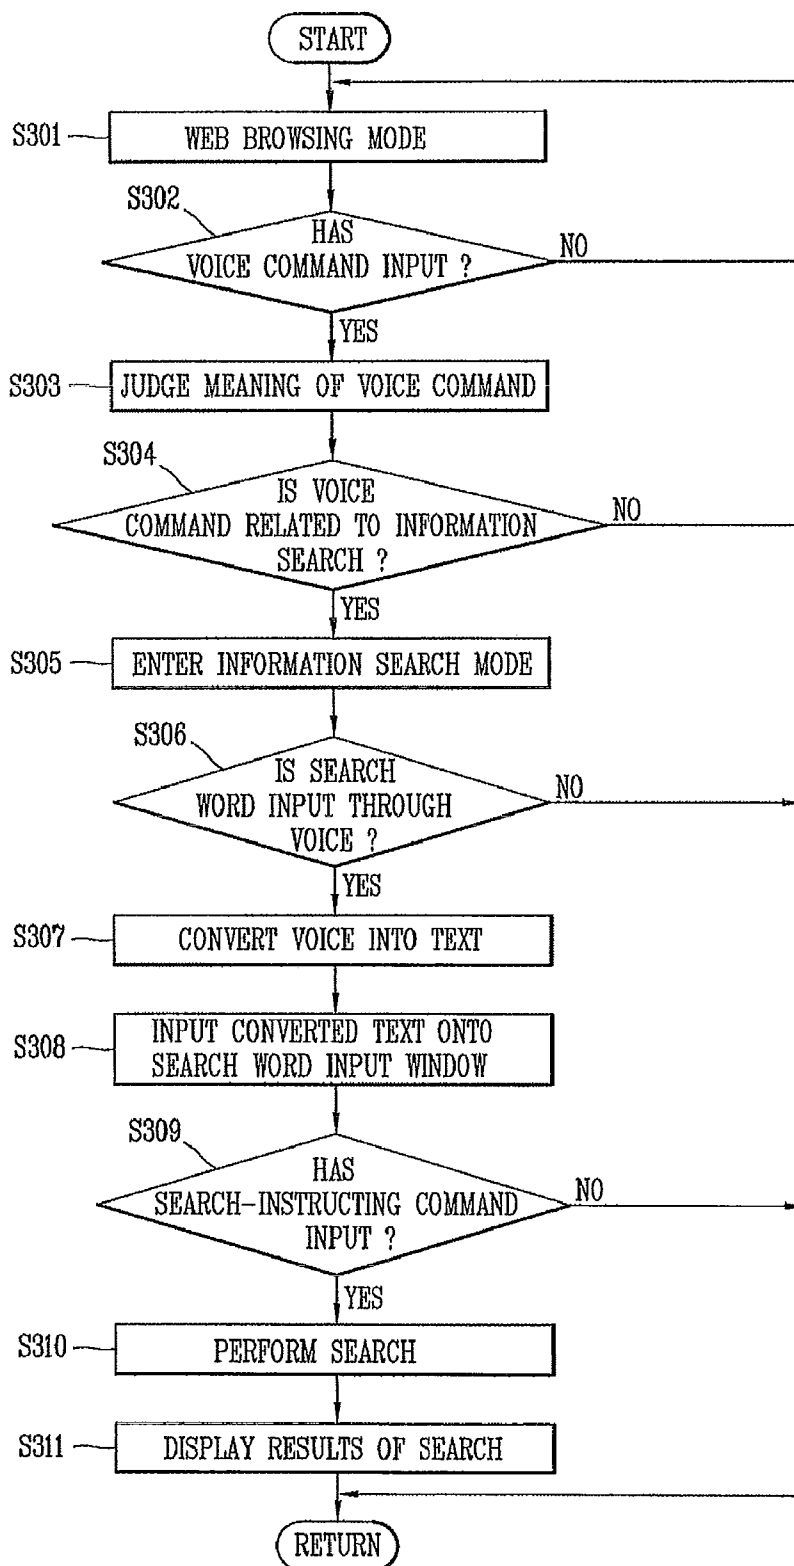 START
S301
WEB BROWSING MODE
S302
HAS
VOICE COMMAND INPUT ?
NO
YES
S303
JUDGE MEANING OF VOICE COMMAND
S304
IS VOICE
COMMAND RELATED TO INFORMATION
SEARCH ?
NO
YES
S305
ENTER INFORMATION SEARCH MODE
S306
IS SEARCH
WORD INPUT THROUGH
VOICE ?
NO
YES
S307
CONVERT VOICE INTO TEXT
S308
INPUT CONVERTED TEXT ONTO
SEARCH WORD INPUT WINDOW
S309
HAS
SEARCH-INSTRUCTING COMMAND
INPUT ?
NO
YES
S310
PERFORM SEARCH
S311
DISPLAY RESULTS OF SEARCH
RETURN